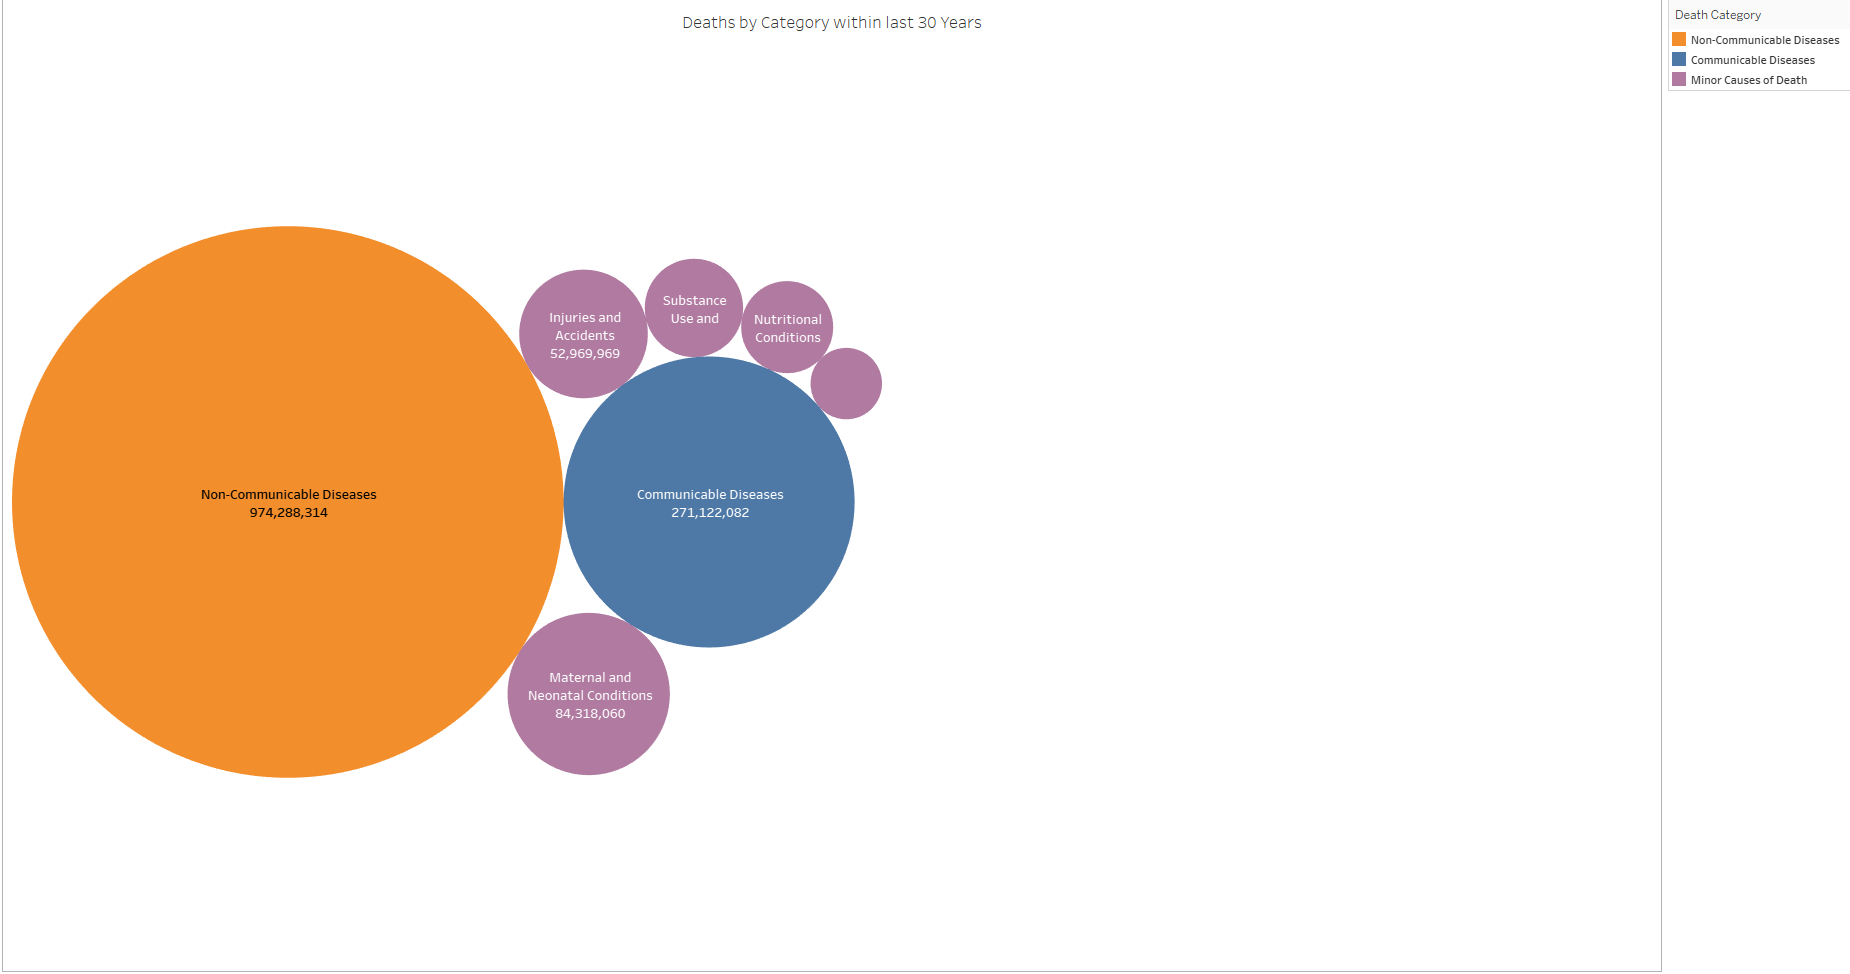 Deaths by Category within last 30 Years
Death Category
Non-Communicable Diseases
Communicable Diseases
Minor Causes of Death
Injuries and
Accidents
52,969,969
Substance
Use and
Nutritional
Conditions
Non-Communicable Diseases
974,288,314
Communicable Diseases
271,122,082
Maternal and
Neonatal Conditions
84,318,060